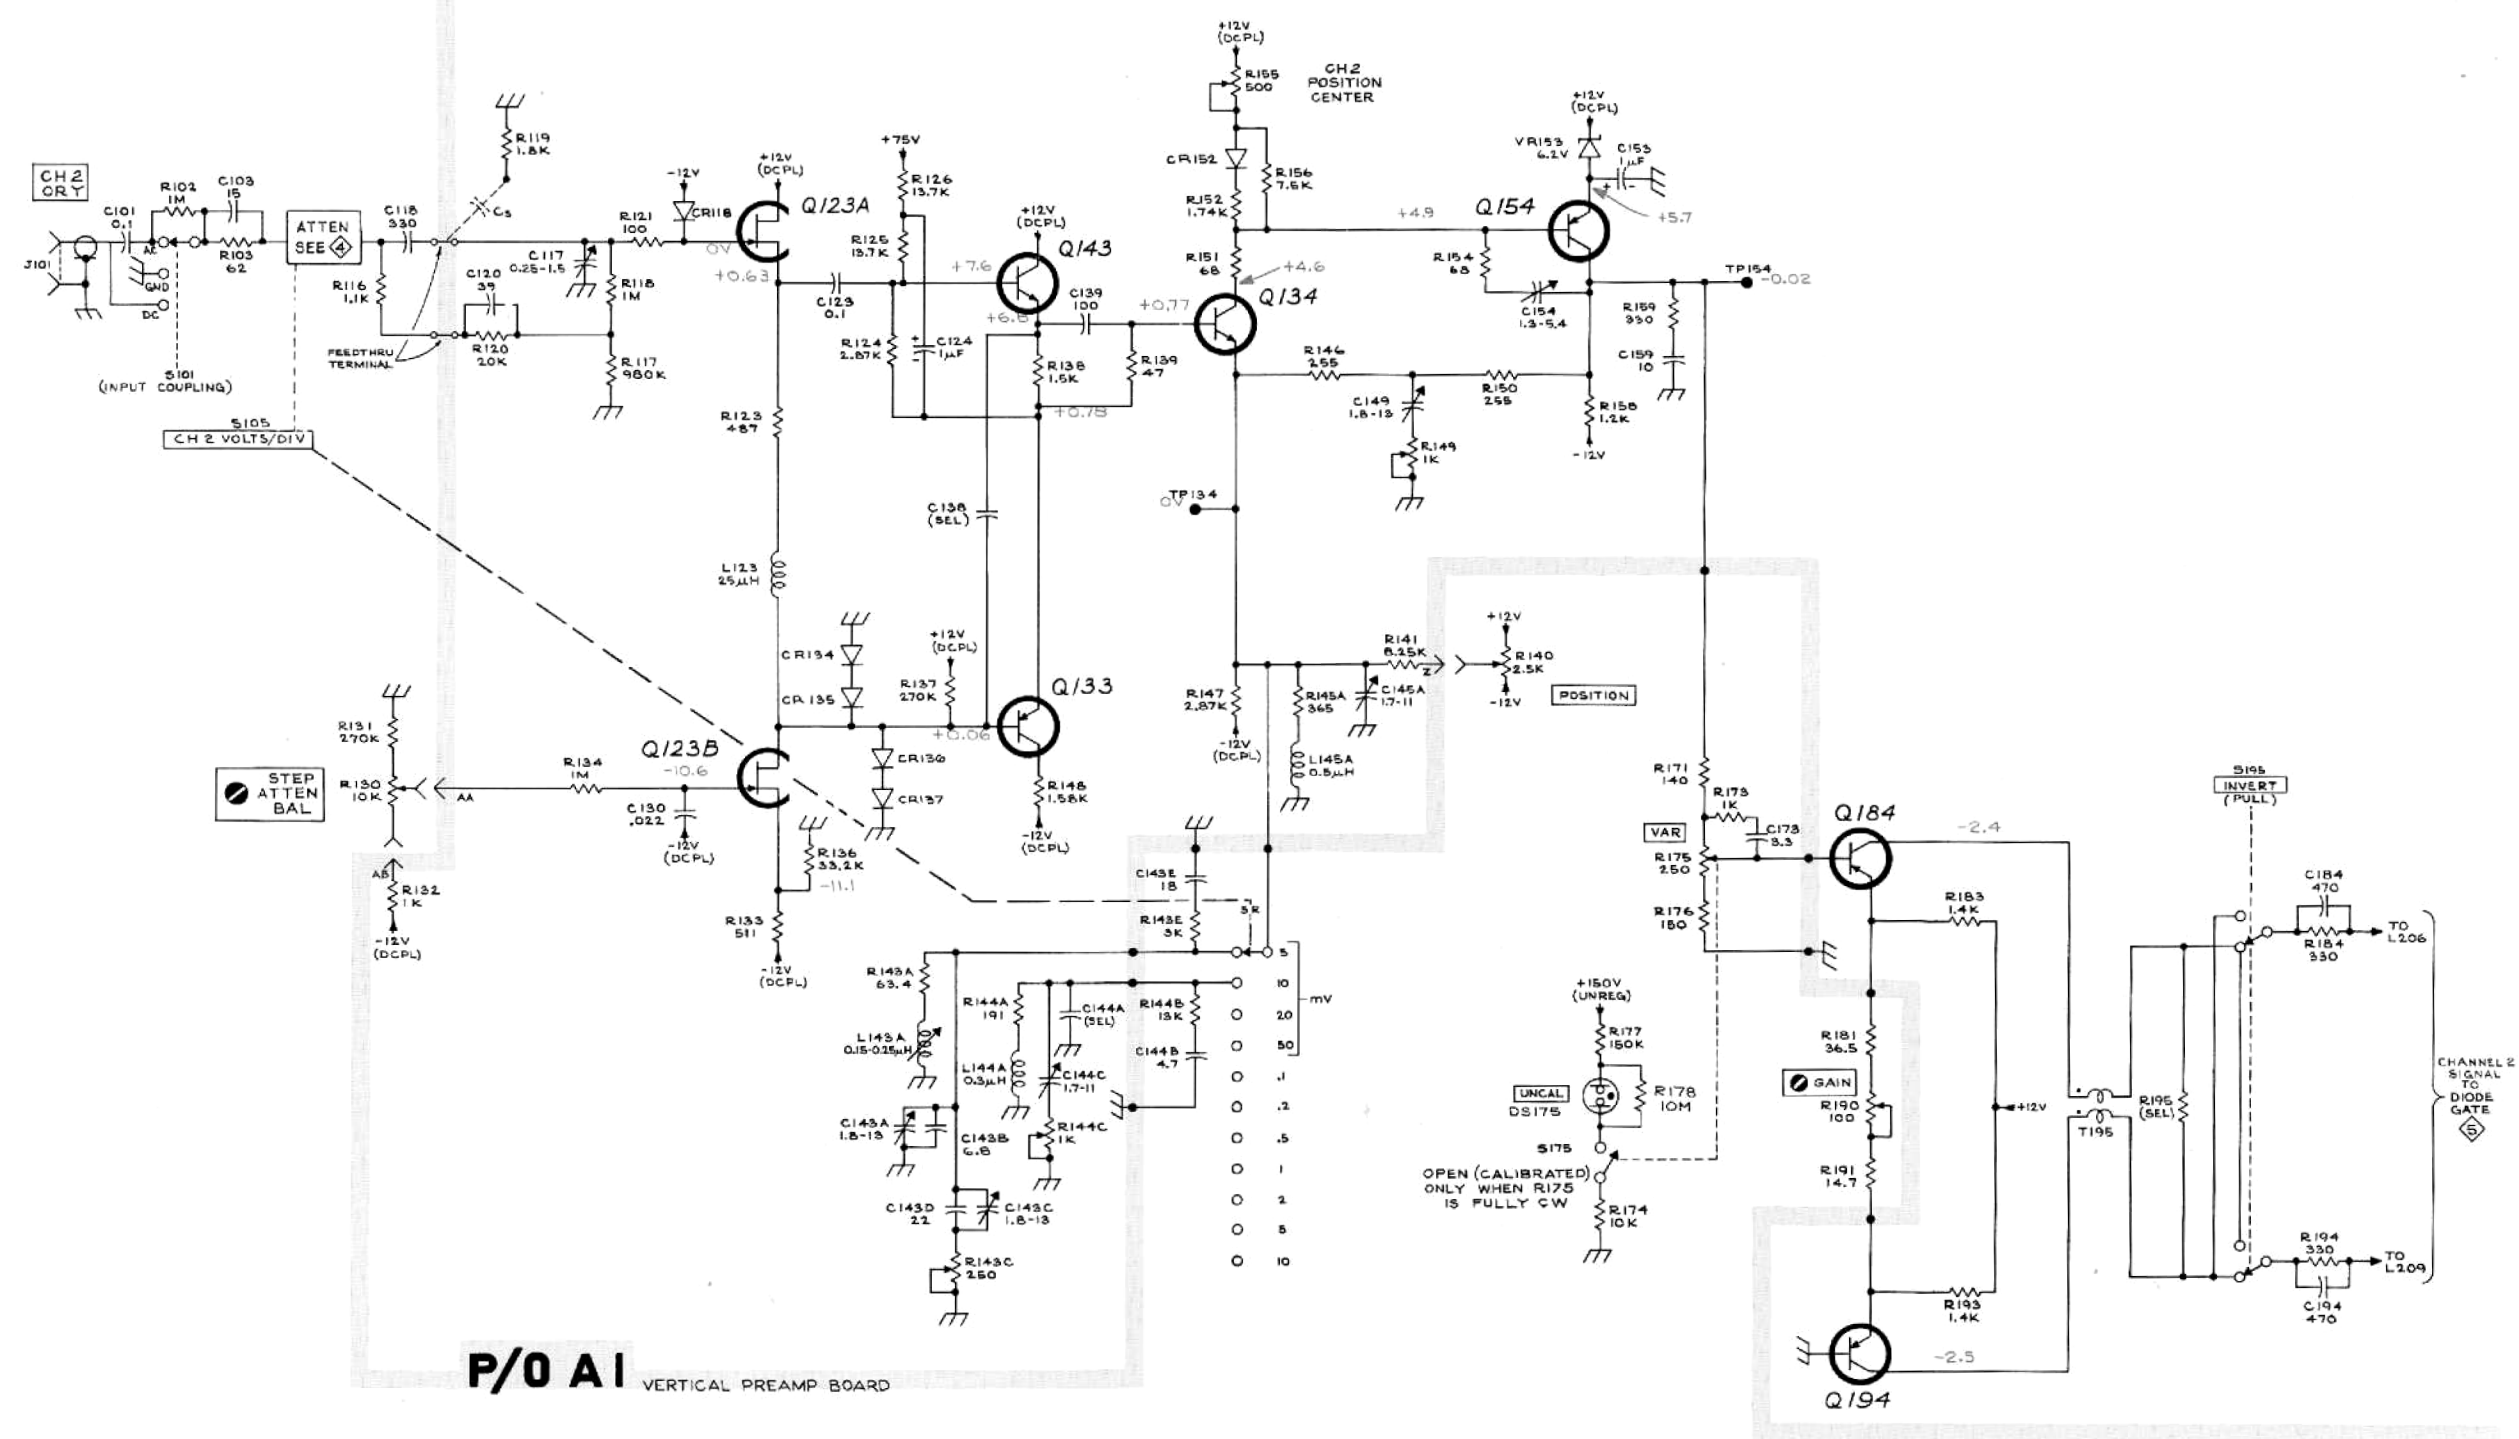 +12V
(DCPL)
R155
500
CH 2
POSITION
CENTER
+12V
(DCPL)
VR153
6.2V
C153
1µF
+5.7
CR152
R156
7.5K
R152
1.74K
+4.9
Q154
R151
68
+4.6
R154
68
C154
1.3-5.4
TP154
-0.02
R159
330
C159
10
R158
1.2K
-12V
R119
1.8K
CS
CH 2
OR Y
J101
C101
0.1
R102
1M
C103
15
AC
GND
DC
R103
62
S101
(INPUT COUPLING)
ATTEN
SEE 4
S105
CH 2 VOLTS/DIV
C118
330
R116
1.1K
FEEDTHRU
TERMINAL
C120
39
R120
20K
C117
0.25-1.5
R118
1M
R117
980K
R121
100
-12V
CR118
0V
+12V
(DCPL)
Q123A
+0.63
+75V
R126
13.7K
R125
13.7K
C123
0.1
R124
2.87K
C124
1µF
+12V
(DCPL)
Q143
+7.6
+6.8
C139
100
R138
1.5K
R139
47
+0.78
+0.77
Q134
R146
255
R150
255
C149
1.8-13
R149
1K
TP134
0V
R123
487
L123
25µH
C138
(SEL)
CR134
CR135
+12V
(DCPL)
R137
270K
+0.06
Q133
CR136
CR137
R148
1.58K
-12V
(DCPL)
R131
270K
STEP
ATTEN
BAL
R130
10K
AA
AB
R132
1K
-12V
(DCPL)
R134
1M
C130
.022
-12V
(DCPL)
Q123B
-10.6
R136
33.2K
-11.1
R133
511
-12V
(DCPL)
R147
2.87K
-12V
(DCPL)
R145A
365
L145A
0.5µH
C145A
1.7-11
R141
8.25K
Z
+12V
R140
2.5K
-12V
POSITION
C143E
18
R143E
3K
5R
5
10
20
50
mV
.1
.2
.5
1
2
5
10
R143A
63.4
L143A
0.15-0.25µH
C143A
1.8-13
C143B
6.8
C143D
22
C143C
1.8-13
R143C
250
R144A
191
L144A
0.3µH
C144A
(SEL)
C144C
1.7-11
R144C
1K
R144B
13K
C144B
4.7
R171
140
R173
1K
C173
3.3
VAR
R175
250
R176
150
Q184
-2.4
R183
1.4K
+150V
(UNREG)
R177
150K
UNCAL
DS175
R178
10M
S175
OPEN (CALIBRATED)
ONLY WHEN R175
IS FULLY CW
R174
10K
R181
36.5
GAIN
R190
100
R191
14.7
+12V
R193
1.4K
-2.5
Q194
T195
R195
(SEL)
S195
INVERT
(PULL)
C184
470
R184
330
TO
L206
R194
330
C194
470
TO
L209
CHANNEL 2
SIGNAL
TO
DIODE
GATE
5
P/O A1 VERTICAL PREAMP BOARD